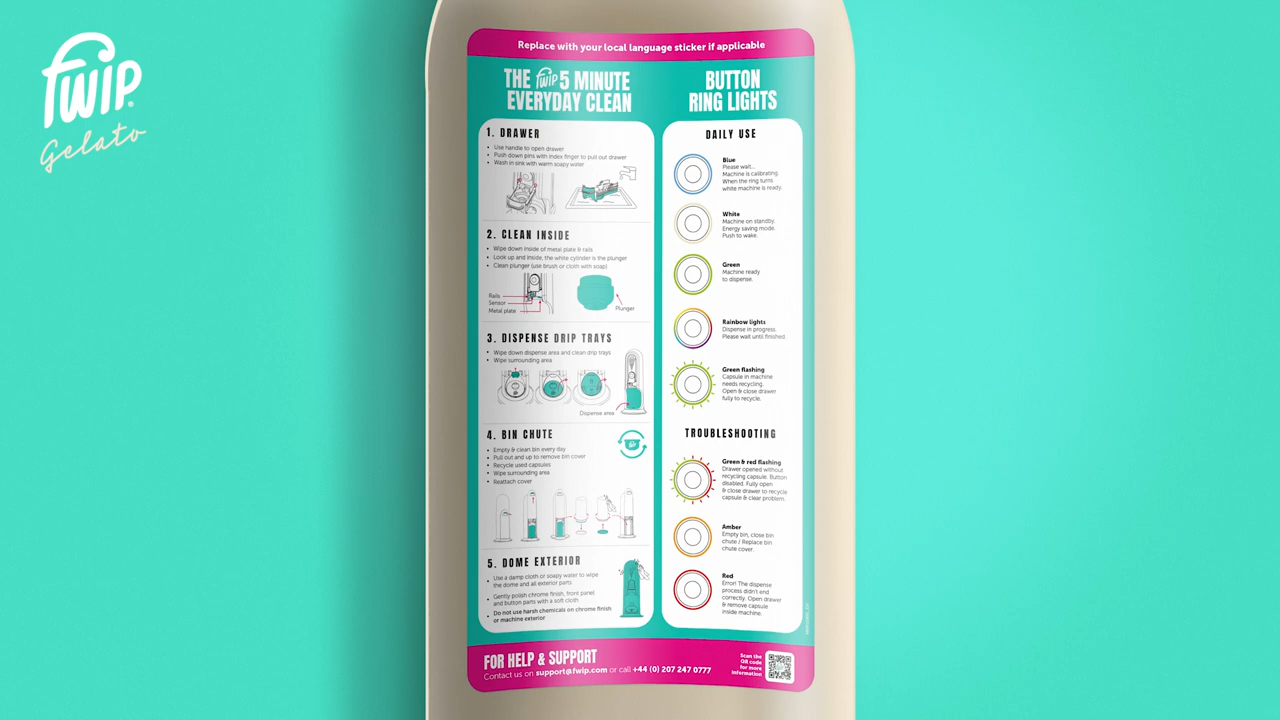 fwip
Gelato
Replace with your local language sticker if applicable
THE fwip 5 MINUTE
EVERYDAY CLEAN
1. DRAWER
• Use handle to open drawer
• Push down pins with index finger to pull out drawer
• Wash in sink with warm soapy water
2. CLEAN INSIDE
• Wipe down inside of metal plate & rails
• Look up and inside, the white cylinder is the plunger
• Clean plunger (use brush or cloth with soap)
Rails
Sensor
Metal plate
Plunger
3. DISPENSE DRIP TRAYS
• Wipe down dispense area and clean drip trays
• Wipe surrounding area
Dispense area
4. BIN CHUTE
• Empty & clean bin every day
• Pull out and up to remove bin cover
• Recycle used capsules
• Wipe surrounding area
• Reattach cover
fwip
5. DOME EXTERIOR
• Use a damp cloth or soapy water to wipe
the dome and all exterior parts
• Gently polish chrome finish, front panel
and button parts with a soft cloth
• Do not use harsh chemicals on chrome finish
or machine exterior
BUTTON
RING LIGHTS
DAILY USE
Blue
Please wait...
Machine is calibrating.
When the ring turns
white machine is ready.
White
Machine on standby.
Energy saving mode.
Push to wake.
Green
Machine ready
to dispense.
Rainbow lights
Dispense in progress.
Please wait until finished.
Green flashing
Capsule in machine
needs recycling.
Open & close drawer
fully to recycle.
TROUBLESHOOTING
Green & red flashing
Drawer opened without
recycling capsule. Button
disabled. Fully open
& close drawer to recycle
capsule & clear problem.
Amber
Empty bin, close bin
chute / Replace bin
chute cover.
Red
Error! The dispense
process didn't end
correctly. Open drawer
& remove capsule
inside machine.
FOR HELP & SUPPORT
Contact us on support@fwip.com or call +44 (0) 207 247 0777
Scan the
QR code
for more
information